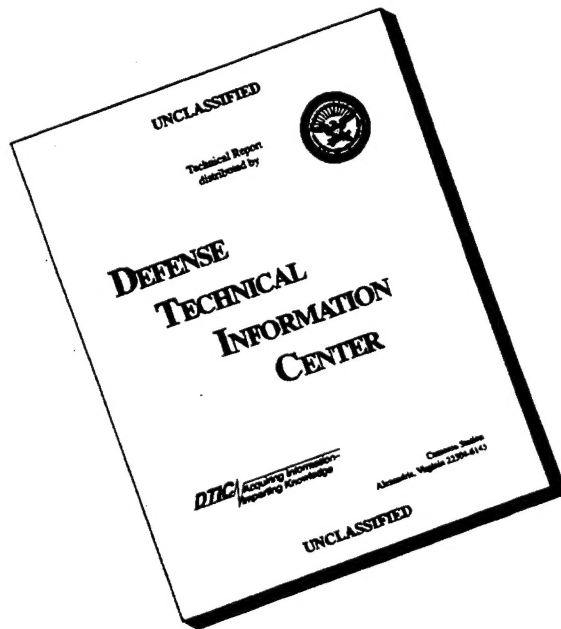 UNCLASSIFIED
Technical Report
distributed by
DEFENSE
TECHNICAL
INFORMATION
CENTER
DTIC
Acquiring Information-
Imparting Knowledge
Cameron Station
Alexandria, Virginia 22304-6145
UNCLASSIFIED